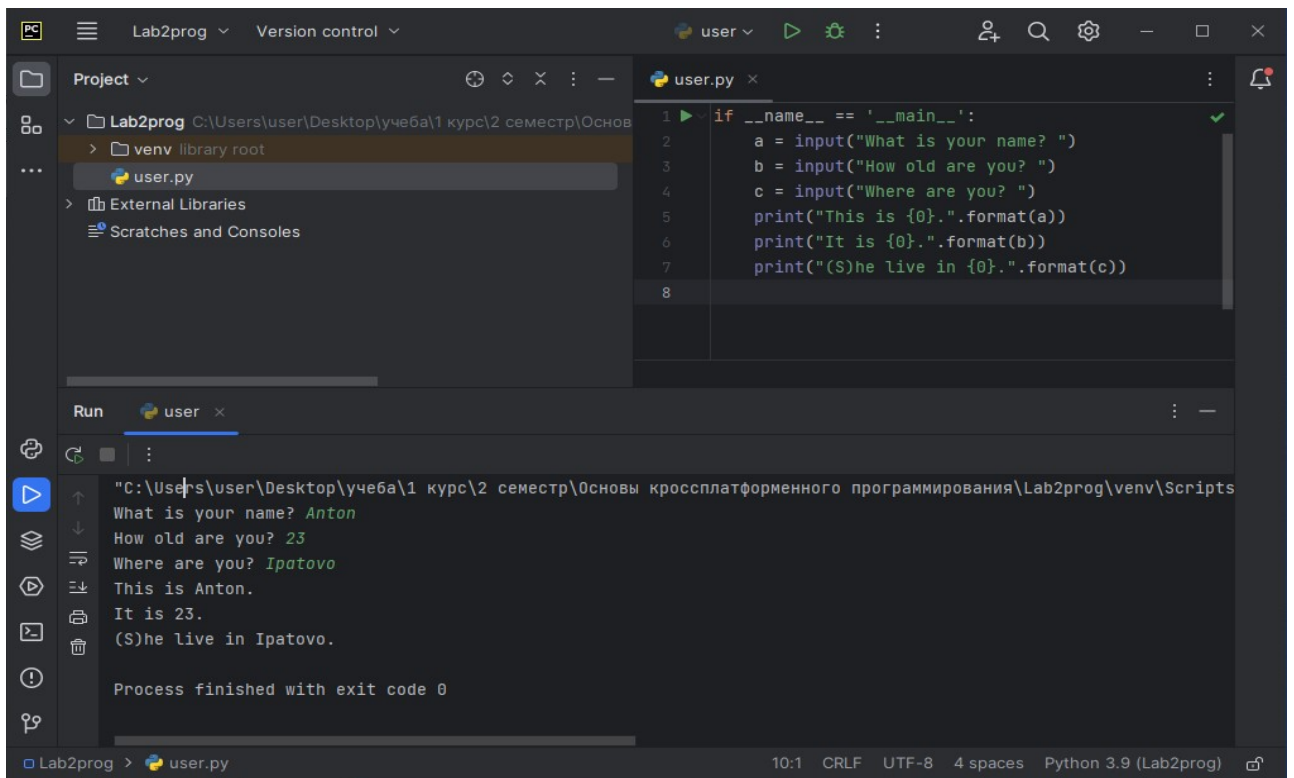 PC Lab2prog Version control user
Project
user.py
Lab2prog C:\Users\user\Desktop\учеба\1 курс\2 семестр\Основ
venv library root
user.py
External Libraries
Scratches and Consoles
1 if __name__ == '__main__':
2 a = input("What is your name? ")
3 b = input("How old are you? ")
4 c = input("Where are you? ")
5 print("This is {0}.".format(a))
6 print("It is {0}.".format(b))
7 print("(S)he live in {0}.".format(c))
8
Run user
"C:\Users\user\Desktop\учеба\1 курс\2 семестр\Основы кроссплатформенного программирования\Lab2prog\venv\Scripts
What is your name? Anton
How old are you? 23
Where are you? Ipatovo
This is Anton.
It is 23.
(S)he live in Ipatovo.
Process finished with exit code 0
Lab2prog > user.py 10:1 CRLF UTF-8 4 spaces Python 3.9 (Lab2prog)